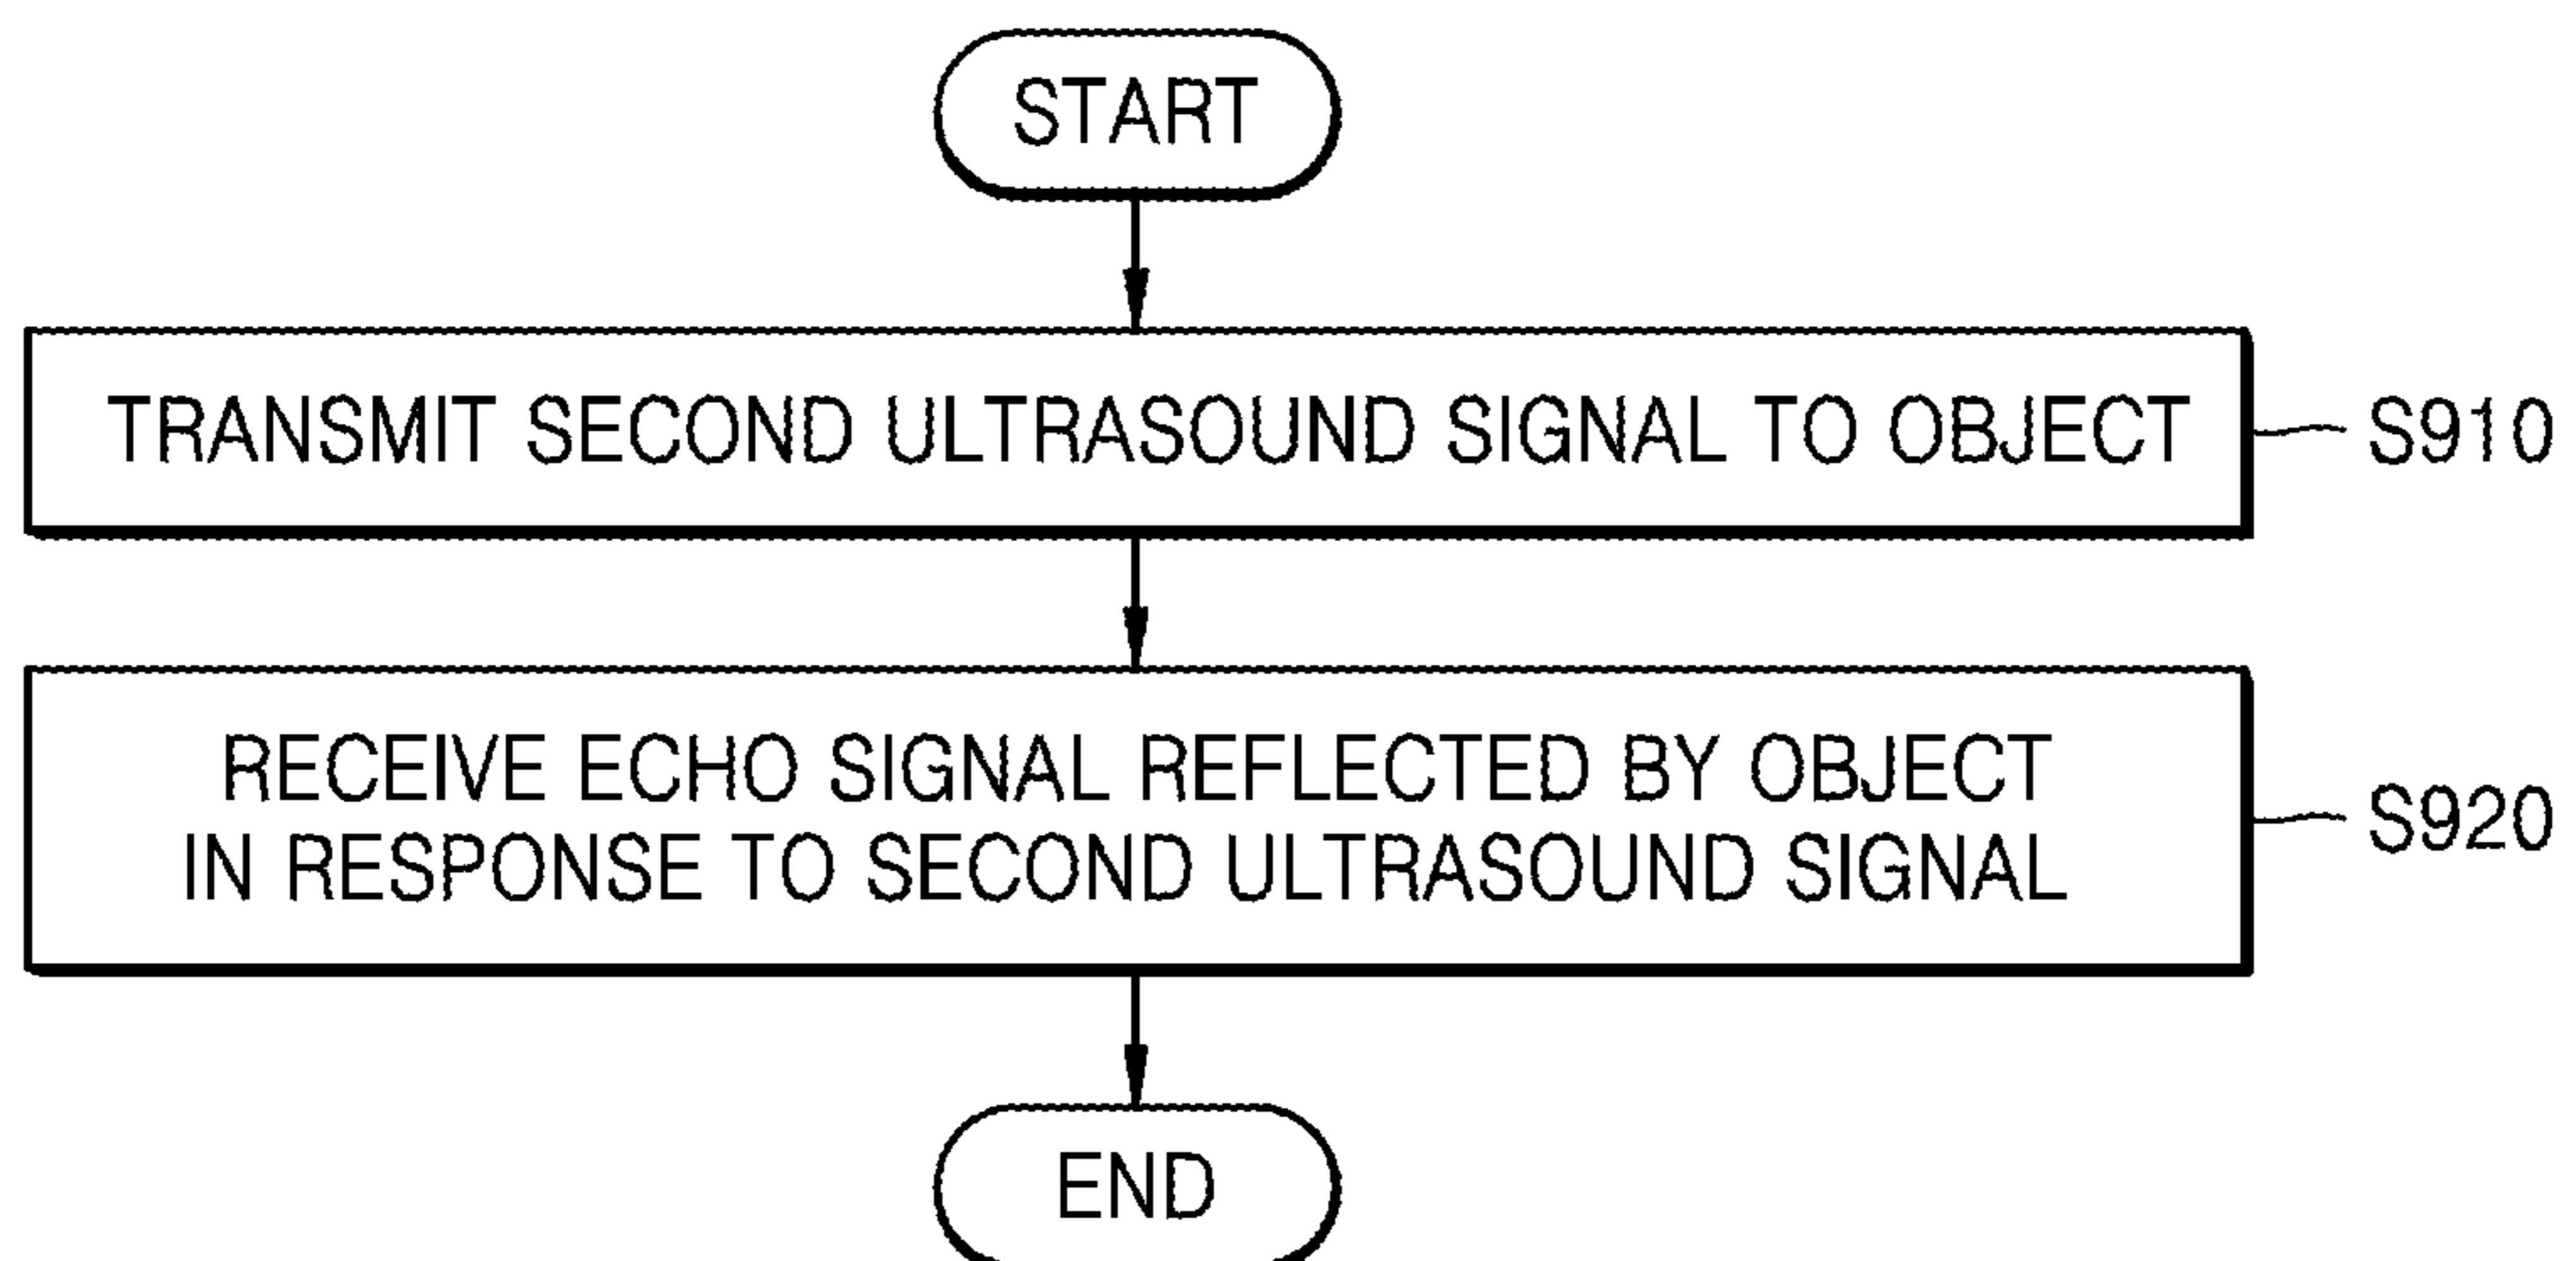 START
TRANSMIT SECOND ULTRASOUND SIGNAL TO OBJECT
S910
RECEIVE ECHO SIGNAL REFLECTED BY OBJECT
IN RESPONSE TO SECOND ULTRASOUND SIGNAL
S920
END